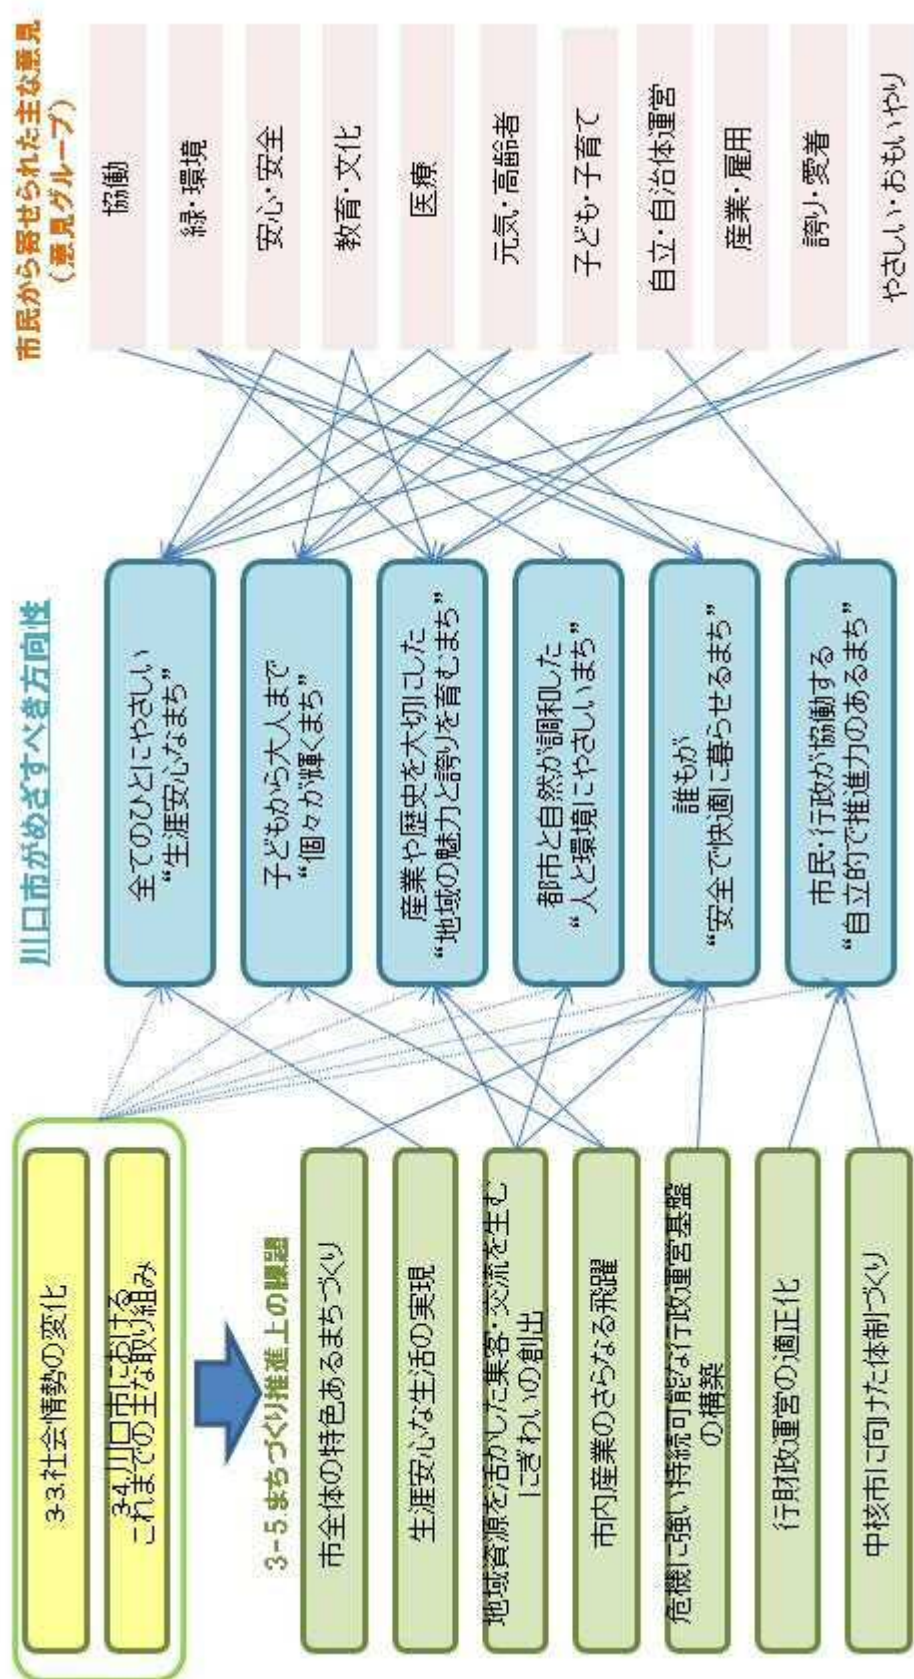 3-3.社会情勢の変化
3-4.川口市における
これまでの主な取り組み
3-5.まちづくり推進上の課題
市全体の特色あるまちづくり
生涯安心な生活の実現
地域資源を活かした集客・交流を生む
にぎわいの創出
市内産業のさらなる飛躍
危機に強い持続可能な行政運営基盤
の構築
行財政運営の適正化
中核市に向けた体制づくり
川口市がめざすべき方向性
全てのひとにやさしい
“生涯安心なまち”
子どもから大人まで
“個々が輝くまち”
産業や歴史を大切にした
“地域の魅力と誇りを育むまち”
都市と自然が調和した
“人と環境にやさしいまち”
誰もが
“安全で快適に暮らせるまち”
市民・行政が協働する
“自立的で推進力のあるまち”
市民から寄せられた主な意見
(意見グループ)
協働
緑・環境
安心・安全
教育・文化
医療
元気・高齢者
子ども・子育て
自立・自治体運営
産業・雇用
誇り・愛着
やさしい・おもいやり